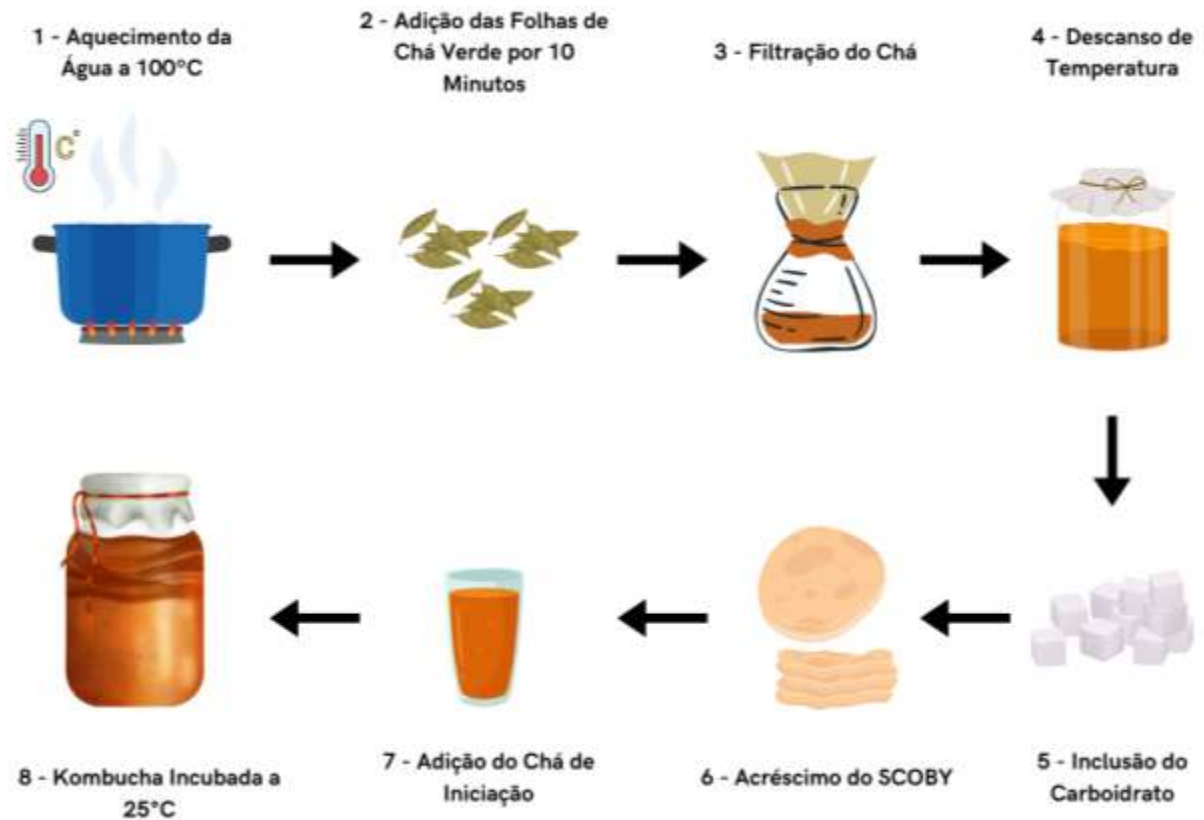 1 - Aquecimento da
Água a 100°C
2 - Adição das Folhas de
Chá Verde por 10
Minutos
3 - Filtração do Chá
4 - Descanso de
Temperatura
C°
8 - Kombucha Incubada a
25°C
7 - Adição do Chá de
Iniciação
6 - Acréscimo do SCOBY
5 - Inclusão do
Carboidrato